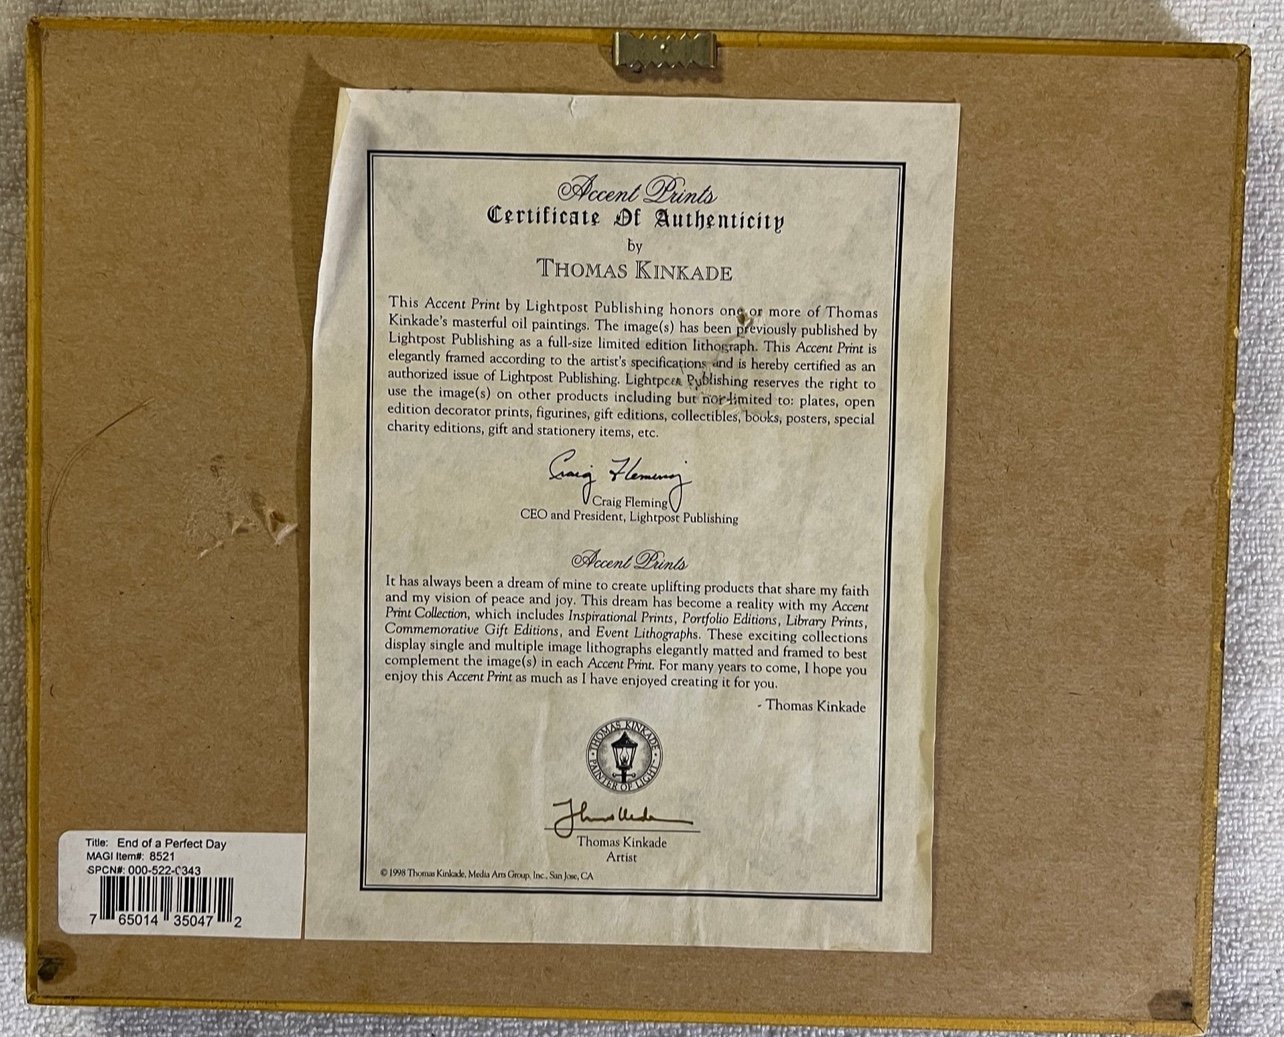 Accent Prints
Certificate Of Authenticity
by
THOMAS KINKADE
This Accent Print by Lightpost Publishing honors one or more of Thomas
Kinkade's masterful oil paintings. The image(s) has been previously published by
Lightpost Publishing as a full-size limited edition lithograph. This Accent Print is
elegantly framed according to the artist's specifications and is hereby certified as an
authorized issue of Lightpost Publishing. Lightpost Publishing reserves the right to
use the image(s) on other products including but not limited to: plates, open
edition decorator prints, figurines, gift editions, collectibles, books, posters, special
charity editions, gift and stationery items, etc.
Craig Fleming
Craig Fleming
CEO and President, Lightpost Publishing
Accent Prints
It has always been a dream of mine to create uplifting products that share my faith
and my vision of peace and joy. This dream has become a reality with my Accent
Print Collection, which includes Inspirational Prints, Portfolio Editions, Library Prints,
Commemorative Gift Editions, and Event Lithographs. These exciting collections
display single and multiple image lithographs elegantly matted and framed to best
complement the image(s) in each Accent Print. For many years to come, I hope you
enjoy this Accent Print as much as I have enjoyed creating it for you.
- Thomas Kinkade
THOMAS KINKADE
PAINTER OF LIGHT
Thomas Kinkade
Artist
© 1998 Thomas Kinkade, Media Arts Group, Inc., San Jose, CA
Title: End of a Perfect Day
MAGI Item#: 8521
SPCN#: 000-522-0343
7 65014 35047 2